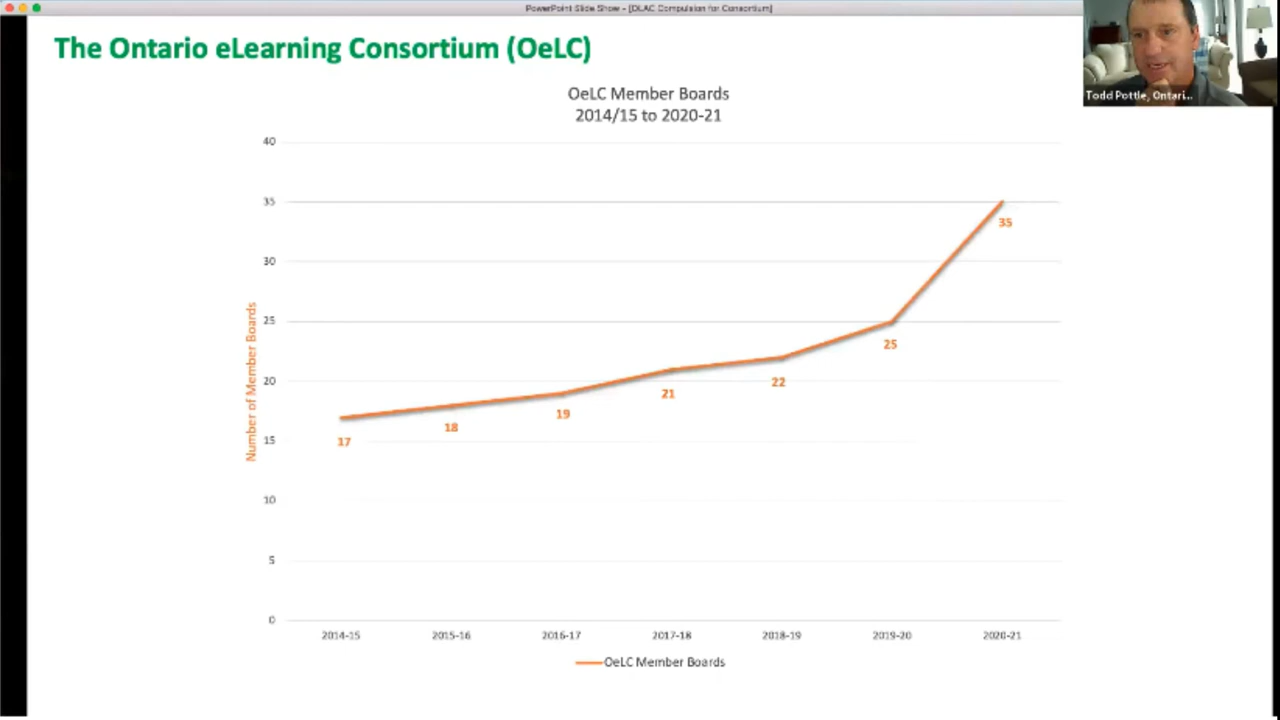 PowerPoint Slide Show - [DLAC Compulsion for Consortium]
The Ontario eLearning Consortium (OeLC)
Todd Pottle, Ontari...
OeLC Member Boards
2014/15 to 2020-21
Number of Member Boards
40
35
30
25
20
15
10
5
0
17
18
19
21
22
25
35
2014-15 2015-16 2016-17 2017-18 2018-19 2019-20 2020-21
OeLC Member Boards